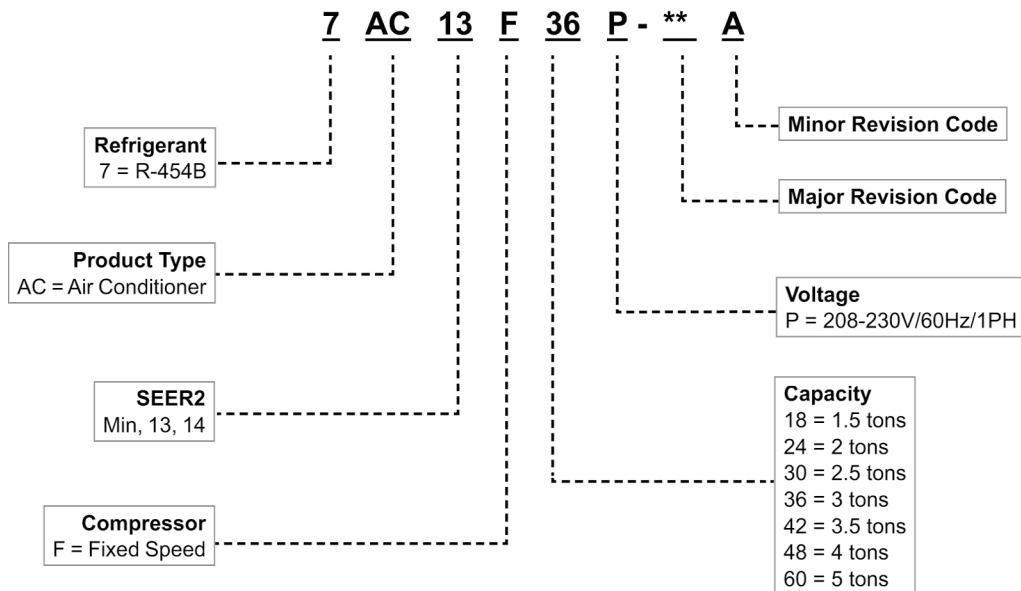 7 AC 13 F 36 P - ** A
Refrigerant
7 = R-454B
Product Type
AC = Air Conditioner
SEER2
Min, 13, 14
Compressor
F = Fixed Speed
Minor Revision Code
Major Revision Code
Voltage
P = 208-230V/60Hz/1PH
Capacity
18 = 1.5 tons
24 = 2 tons
30 = 2.5 tons
36 = 3 tons
42 = 3.5 tons
48 = 4 tons
60 = 5 tons